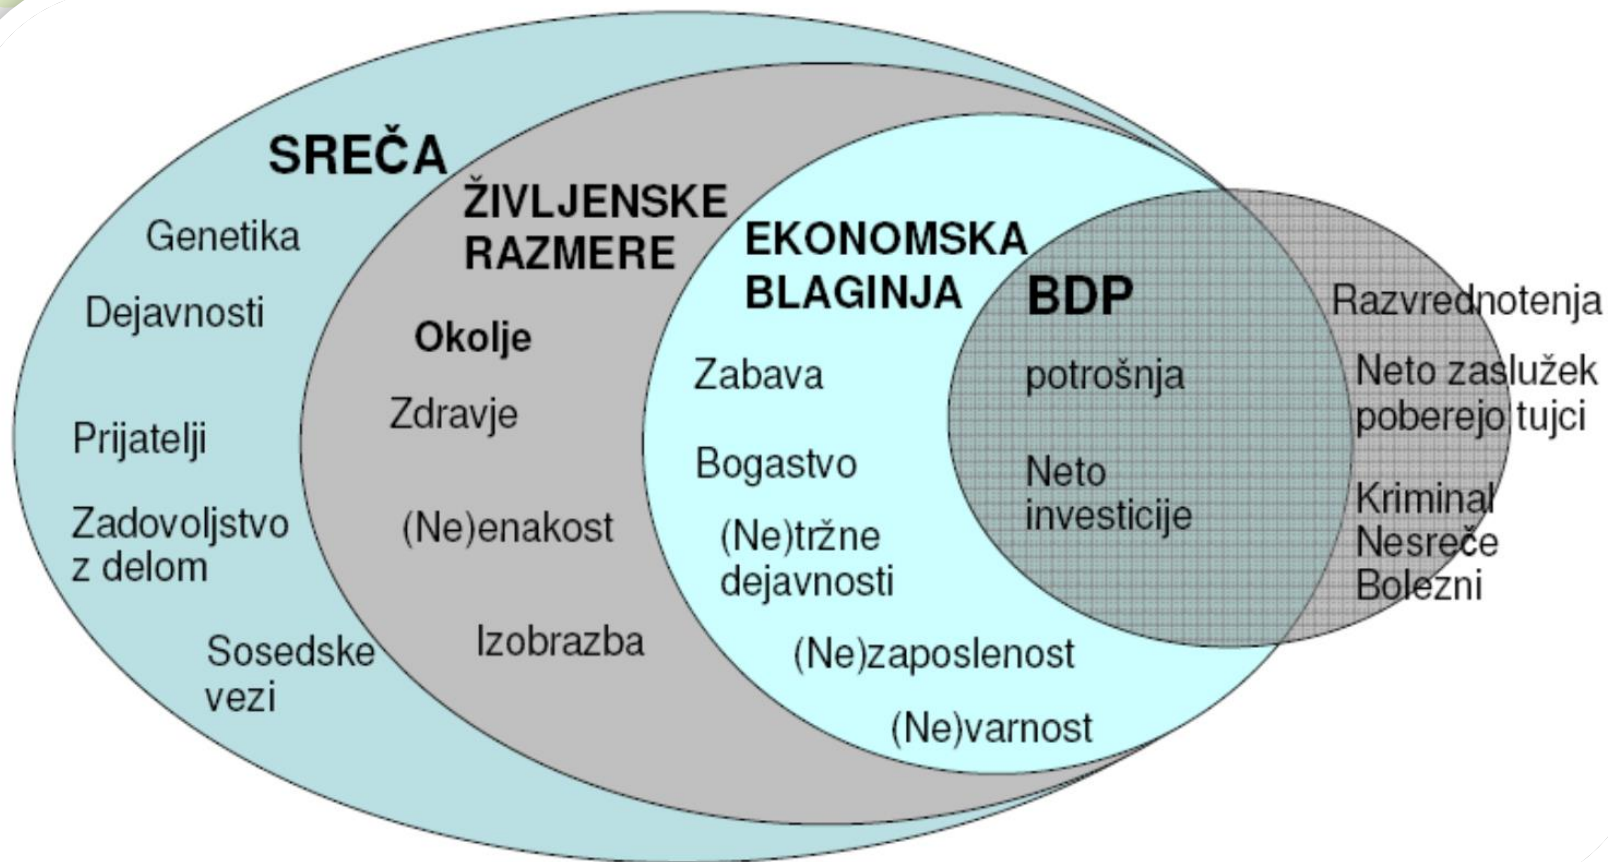 SREČA
Genetika
Dejavnosti
Prijatelji
Zadovoljstvo
z delom
Sosedske
vezi
ŽIVLJENSKE
RAZMERE
Okolje
Zdravje
(Ne)enakost
Izobrazba
EKONOMSKA
BLAGINJA
Zabava
Bogastvo
(Ne)tržne
dejavnosti
(Ne)zaposlenost
(Ne)varnost
BDP
potrošnja
Neto
investicije
Razvrednotenja
Neto zaslužek
poberejo tujci
Kriminal
Nesreče
Bolezni